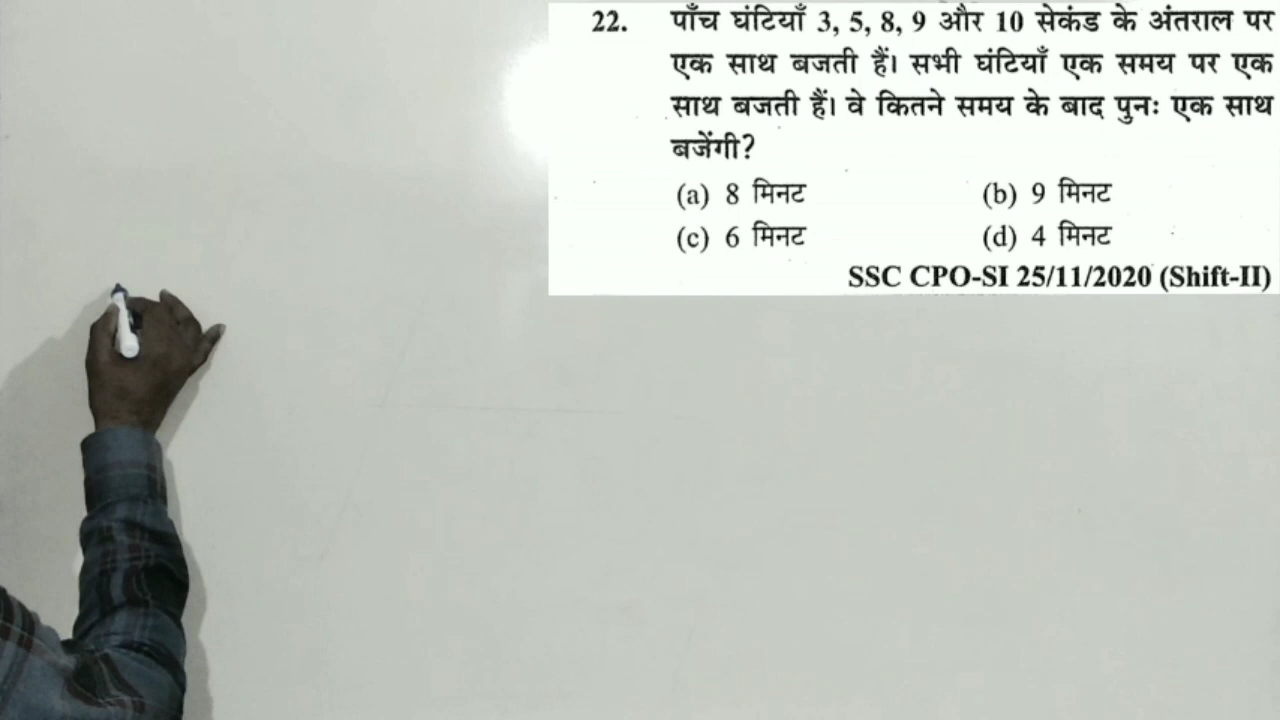 22. पाँच घंटियाँ 3, 5, 8, 9 और 10 सेकंड के अंतराल पर
एक साथ बजती हैं। सभी घंटियाँ एक समय पर एक
साथ बजती हैं। वे कितने समय के बाद पुनः एक साथ
बजेंगी?
(a) 8 मिनट (b) 9 मिनट
(c) 6 मिनट (d) 4 मिनट
SSC CPO-SI 25/11/2020 (Shift-II)